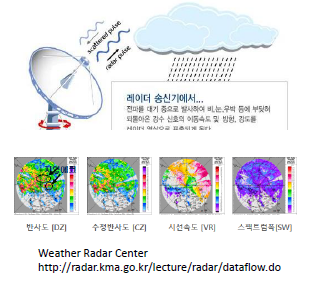 scattered pulse
radar pulse
레이더 송신기에서...
전파를 대기 중으로 발사하여 비,눈,우박 등에 부딪혀
되돌아온 강수 신호의 이동속도 및 방향, 강도를
반사도 [DZ]
수정반사도 [CZ]
시선속도 [VR]
스펙트럼폭[SW]
Weather Radar Center
http://radar.kma.go.kr/lecture/radar/dataflow.do